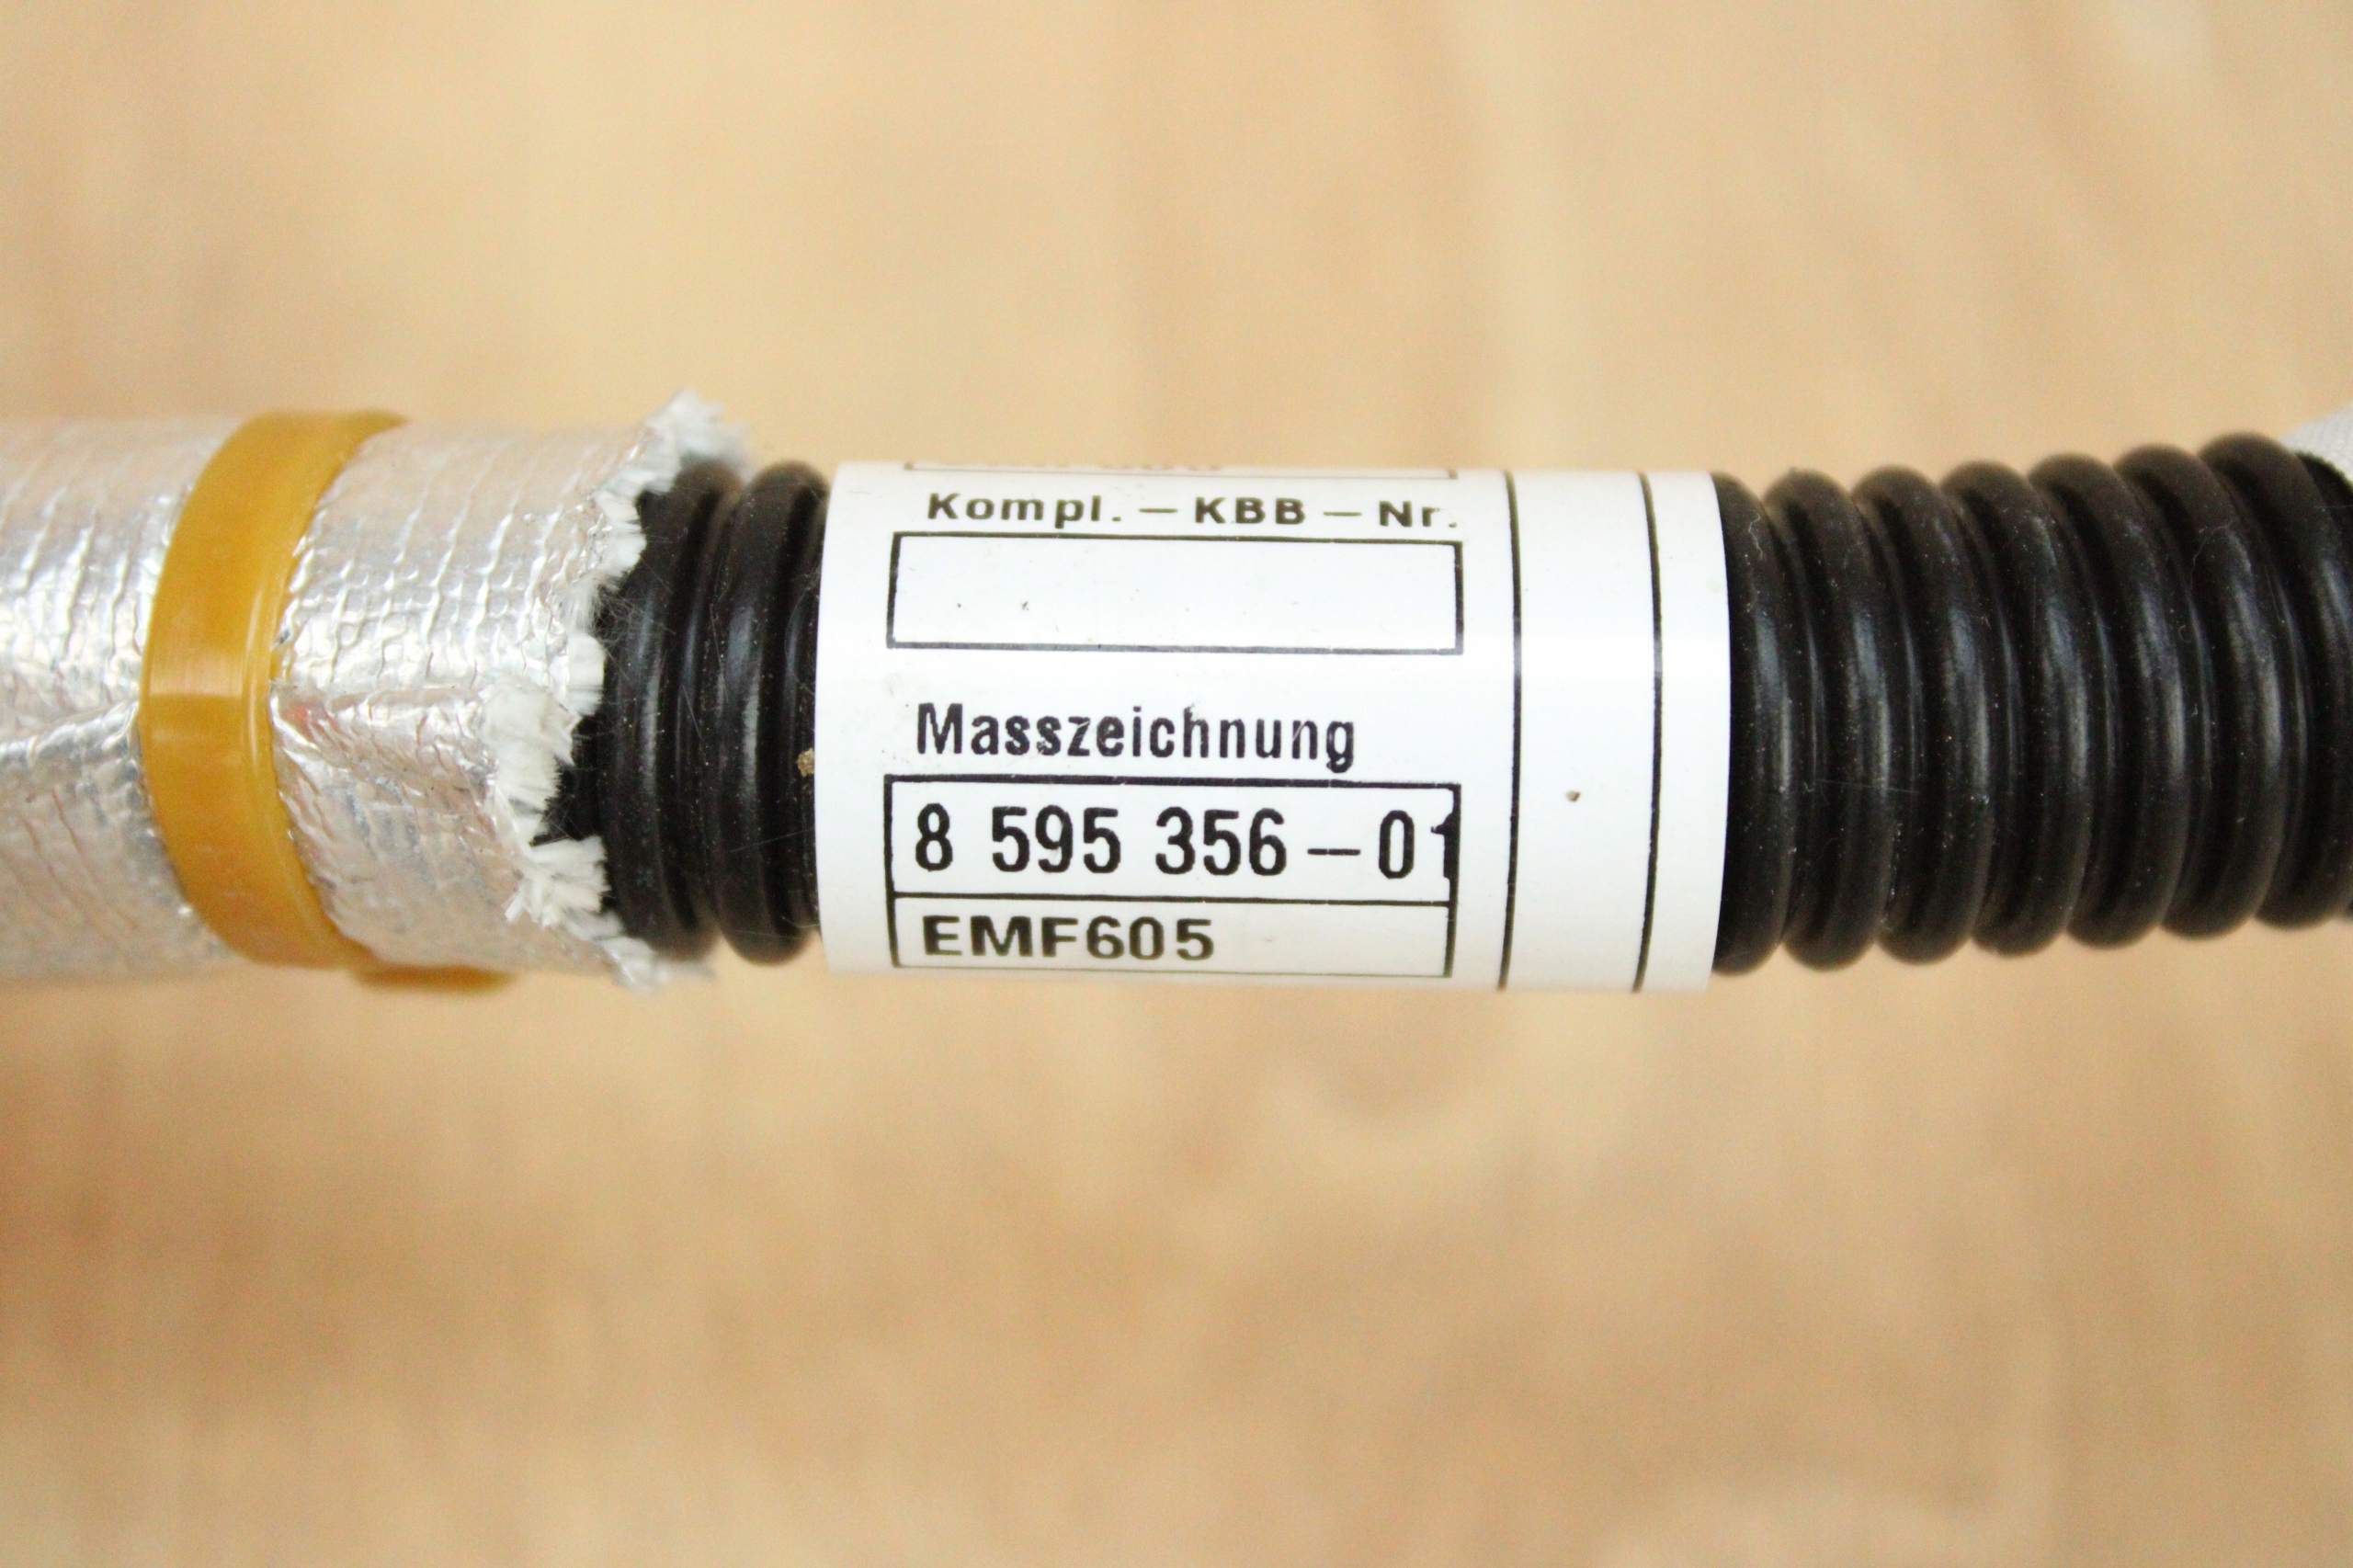 Kompl. – KBB – Nr.
Masszeichnung
8 595 356 – 01
EMF605